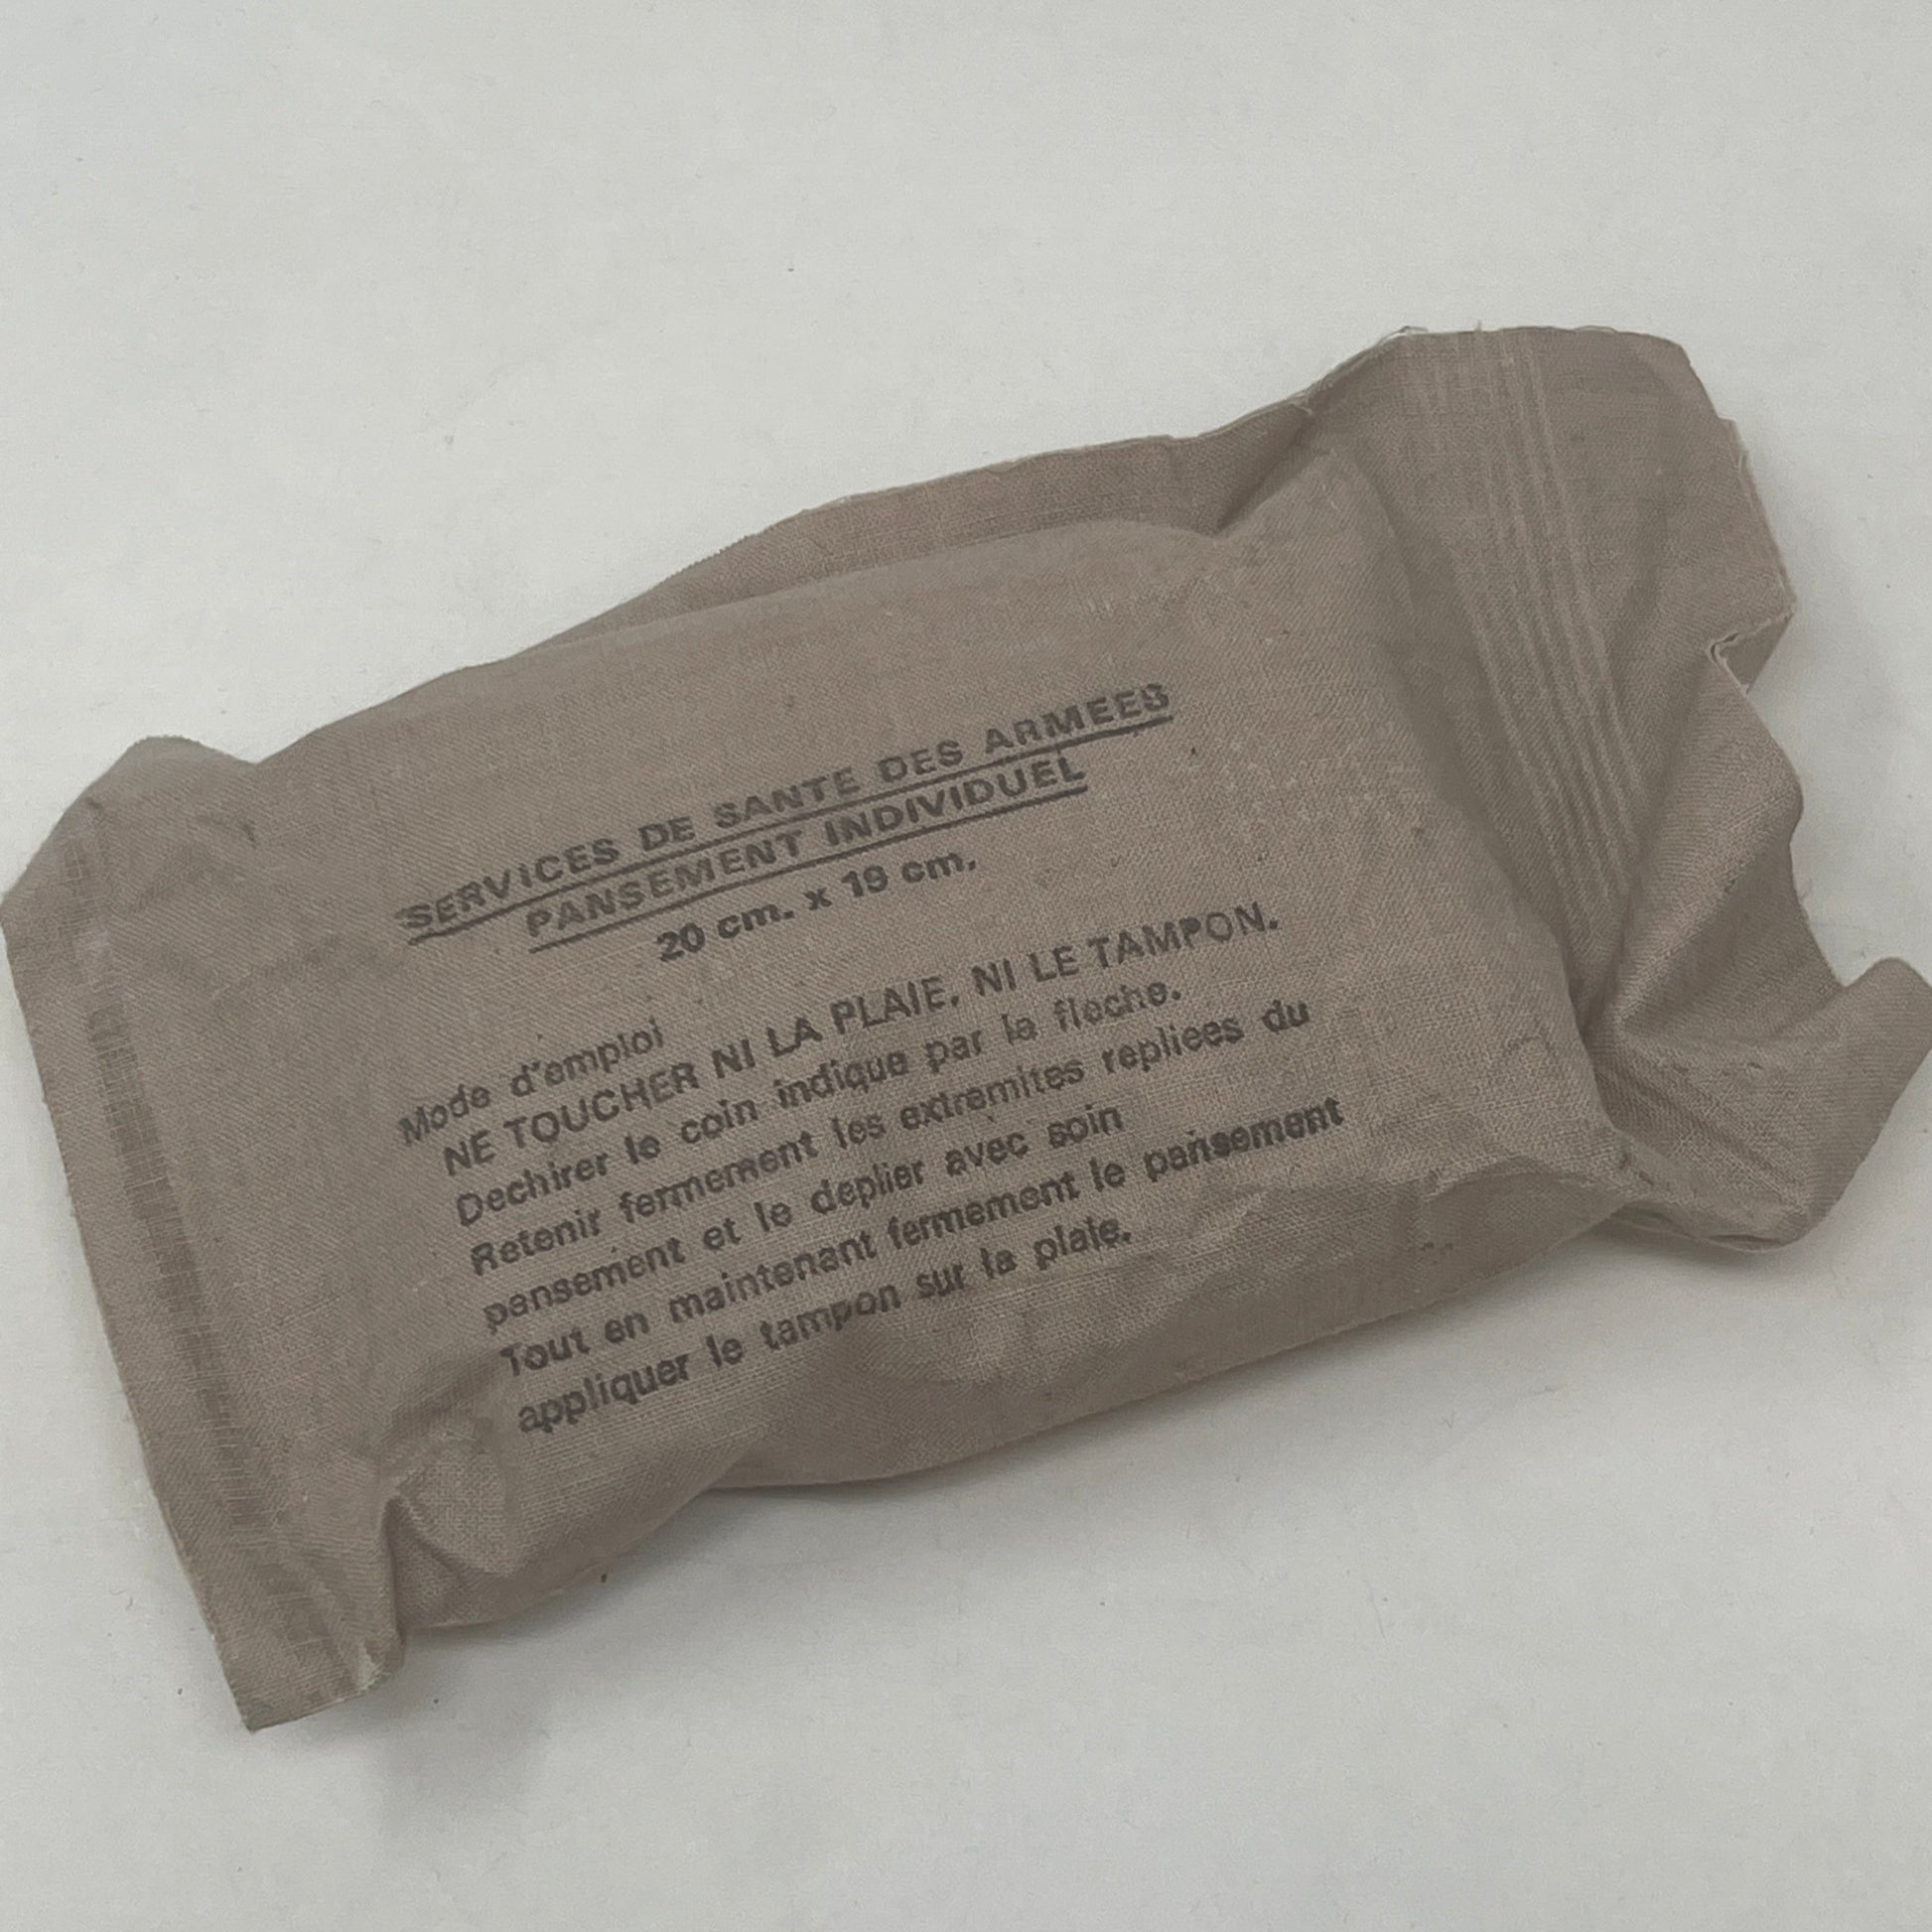 SERVICES DE SANTE DES ARMEES
PANSEMENT INDIVIDUEL
20 cm. x 19 cm.
Mode d'emploi
NE TOUCHER NI LA PLAIE, NI LE TAMPON.
Dechirer le coin indique par la fleche.
Retenir fermement les extremites repliees du
pansement et le deplier avec soin
Tout en maintenant fermement le pansement
appliquer le tampon sur la plaie.